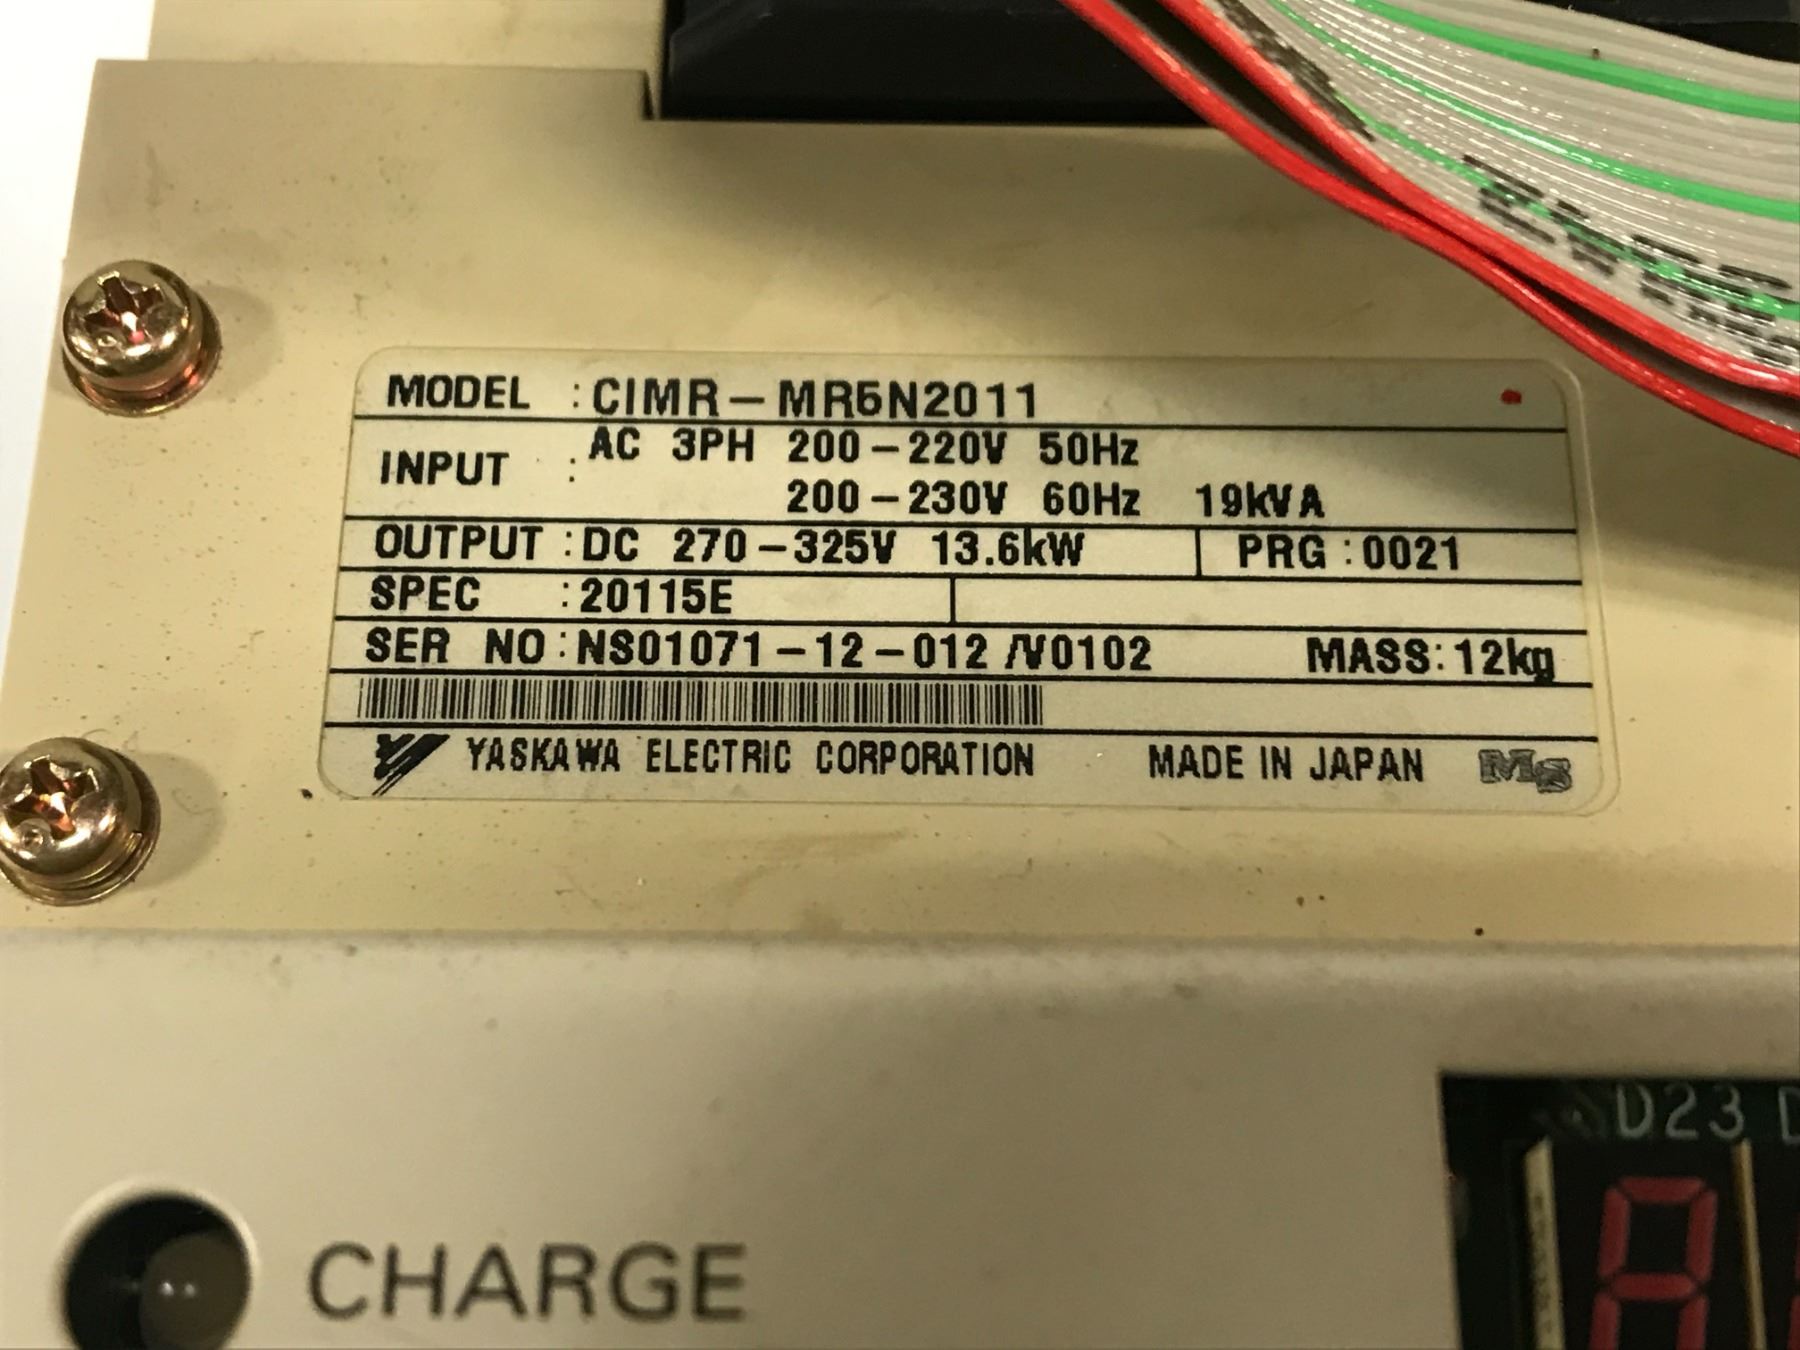 MODEL : CIMR-MR5N2011
INPUT : AC 3PH 200-220V 50Hz
200-230V 60Hz 19kVA
OUTPUT : DC 270-325V 13.6kW PRG : 0021
SPEC : 20115E
SER NO : NS01071-12-012 /V0102 MASS: 12kg
YASKAWA ELECTRIC CORPORATION MADE IN JAPAN MS
D23
CHARGE